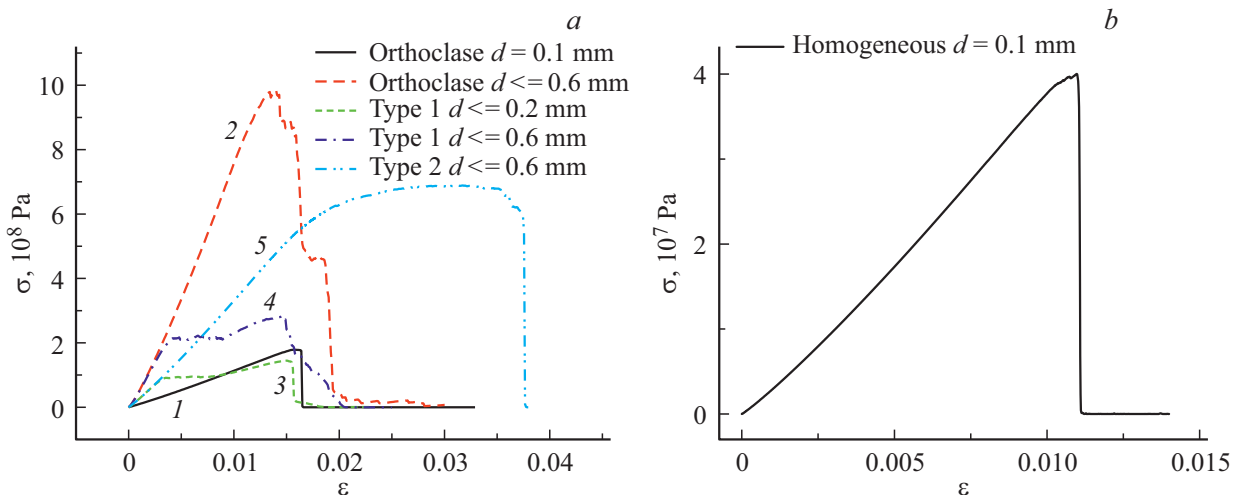 a
Orthoclase d = 0.1 mm
Orthoclase d <= 0.6 mm
Type 1 d <= 0.2 mm
Type 1 d <= 0.6 mm
Type 2 d <= 0.6 mm
10
8
6
4
2
0
σ, 10⁸ Pa
2
5
4
3
1
0
0.01
0.02
0.03
0.04
ε
b
Homogeneous d = 0.1 mm
4
2
0
σ, 10⁷ Pa
0
0.005
0.010
0.015
ε